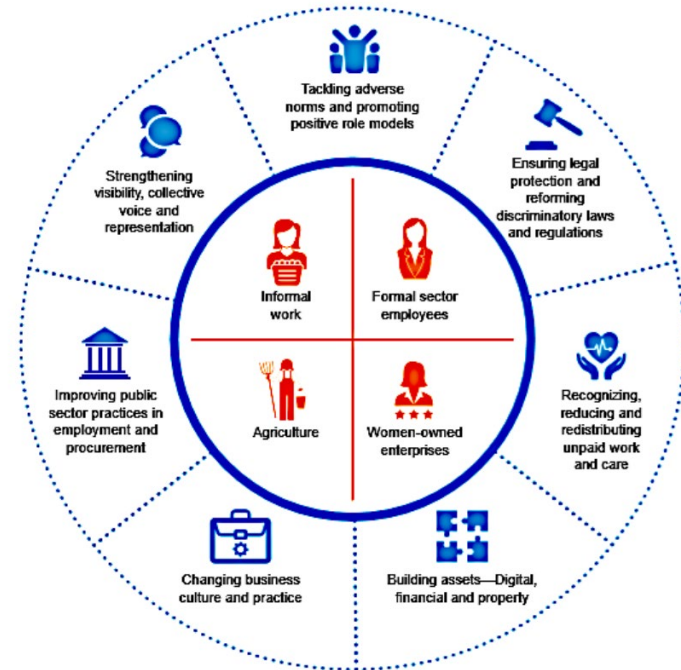 Tackling adverse
norms and promoting
positive role models
Ensuring legal
protection and
reforming
discriminatory laws
and regulations
Recognizing,
reducing and
redistributing
unpaid work
and care
Building assets—Digital,
financial and property
Changing business
culture and practice
Improving public
sector practices in
employment and
procurement
Strengthening
visibility, collective
voice and
representation
Informal
work
Formal sector
employees
Agriculture
Women-owned
enterprises